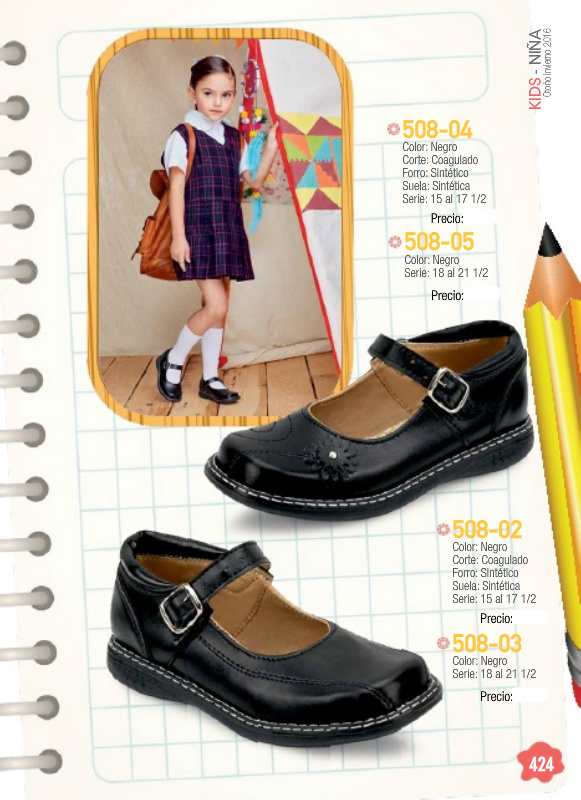 KIDS - NIÑA
Otoño Invierno 2016
508-04
Color: Negro
Corte: Coagulado
Forro: Sintético
Suela: Sintética
Serie: 15 al 17 1/2
Precio:
508-05
Color: Negro
Serie: 18 al 21 1/2
Precio:
508-02
Color: Negro
Corte: Coagulado
Forro: Sintético
Suela: Sintética
Serie: 15 al 17 1/2
Precio:
508-03
Color: Negro
Serie: 18 al 21 1/2
Precio:
424